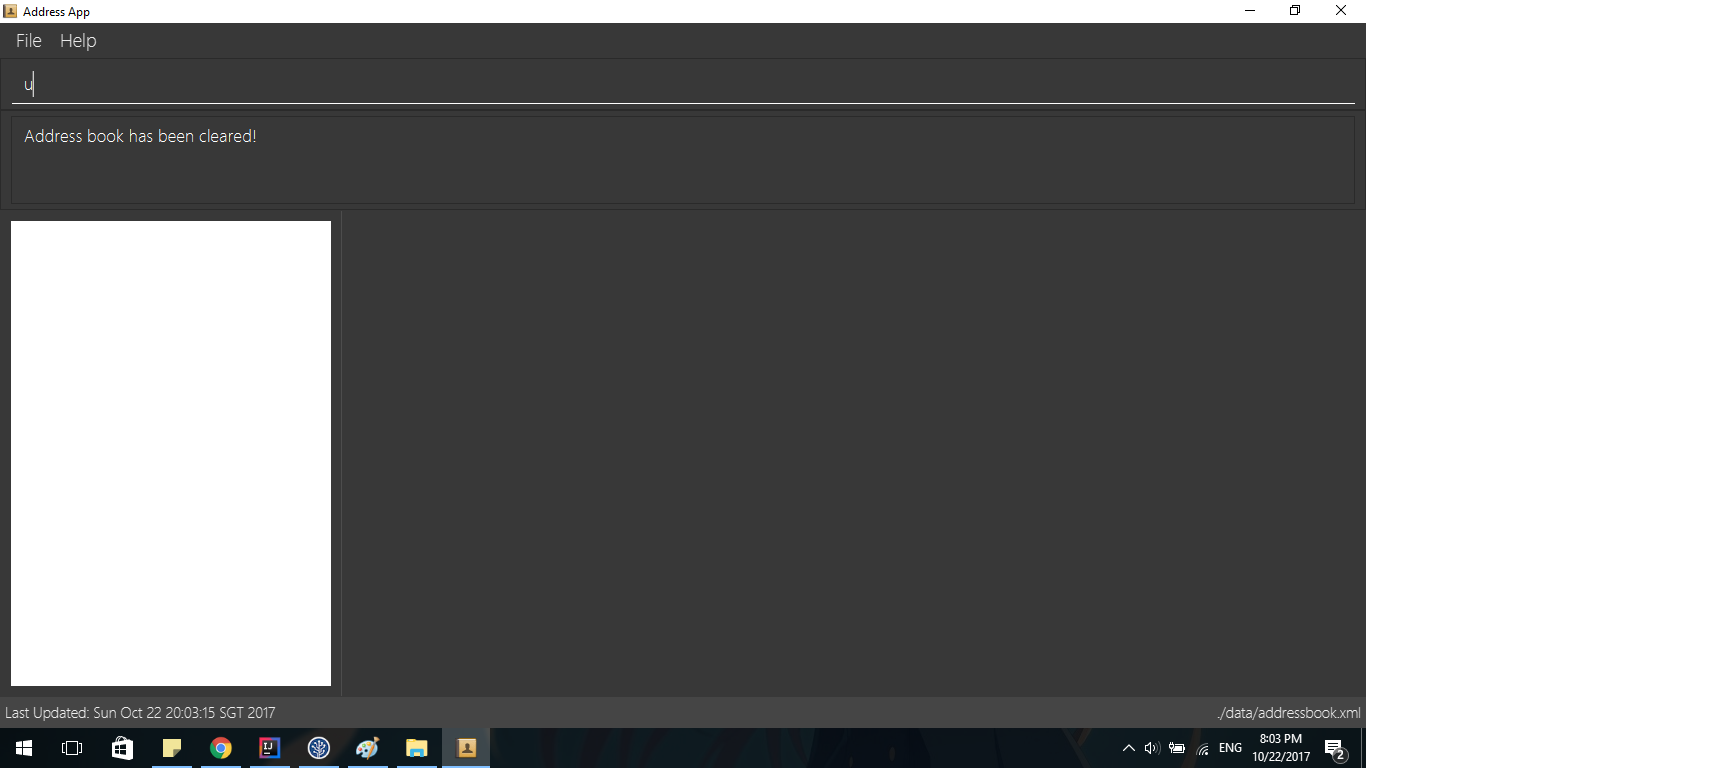 Address App
File Help
u
Address book has been cleared!
Last Updated: Sun Oct 22 20:03:15 SGT 2017
./data/addressbook.xml
IJ
ENG
8:03 PM
10/22/2017
2